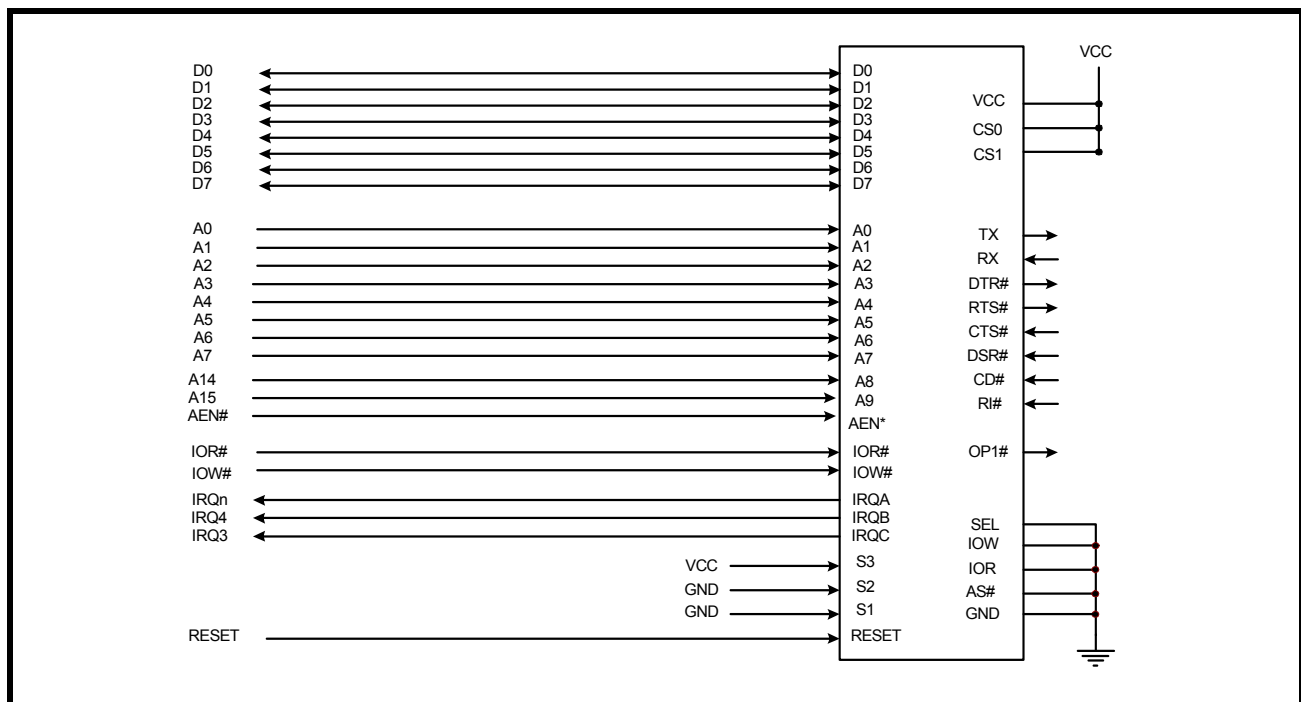 VCC
D0 D0
D1 D1
D2 D2 VCC
D3 D3
D4 D4 CS0
D5 D5 CS1
D6 D6
D7 D7
A0 A0 TX
A1 A1
A2 A2 RX
A3 A3 DTR#
A4 A4 RTS#
A5 A5
A6 A6 CTS#
A7 A7 DSR#
A14 A8 CD#
A15 A9 RI#
AEN# AEN*
IOR# IOR# OP1#
IOW# IOW#
IRQn IRQA
IRQ4 IRQB SEL
IRQ3 IRQC IOW
VCC S3 IOR
GND S2 AS#
GND S1 GND
RESET RESET